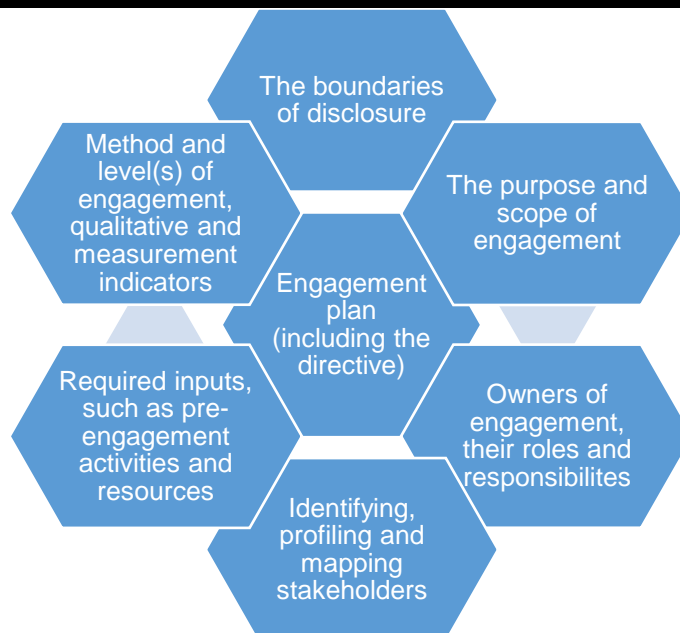 The boundaries
of disclosure
The purpose and
scope of
engagement
Owners of
engagement,
their roles and
responsibilites
Identifying,
profiling and
mapping
stakeholders
Required inputs,
such as pre-
engagement
activities and
resources
Method and
level(s) of
engagement,
qualitative and
measurement
indicators
Engagement
plan
(including the
directive)